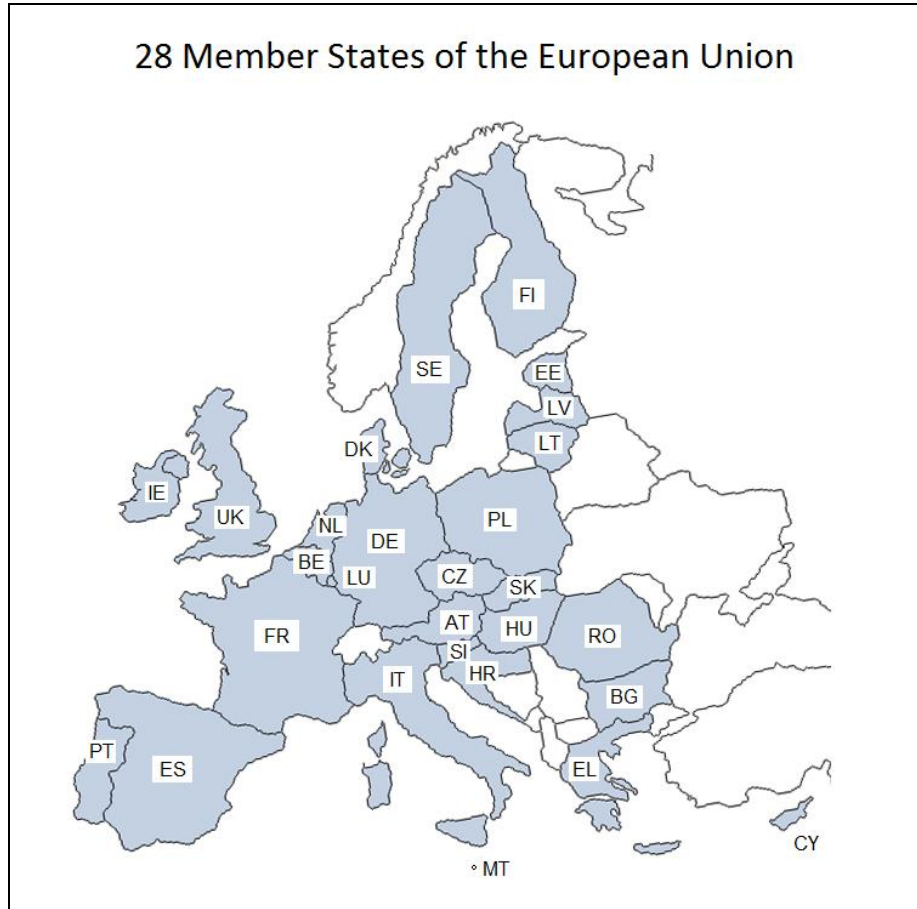 28 Member States of the European Union
FI
SE
EE
LV
LT
DK
IE
UK
NL
DE
PL
BE
LU
CZ
SK
FR
AT
HU
RO
SI
HR
IT
BG
PT
ES
EL
CY
MT